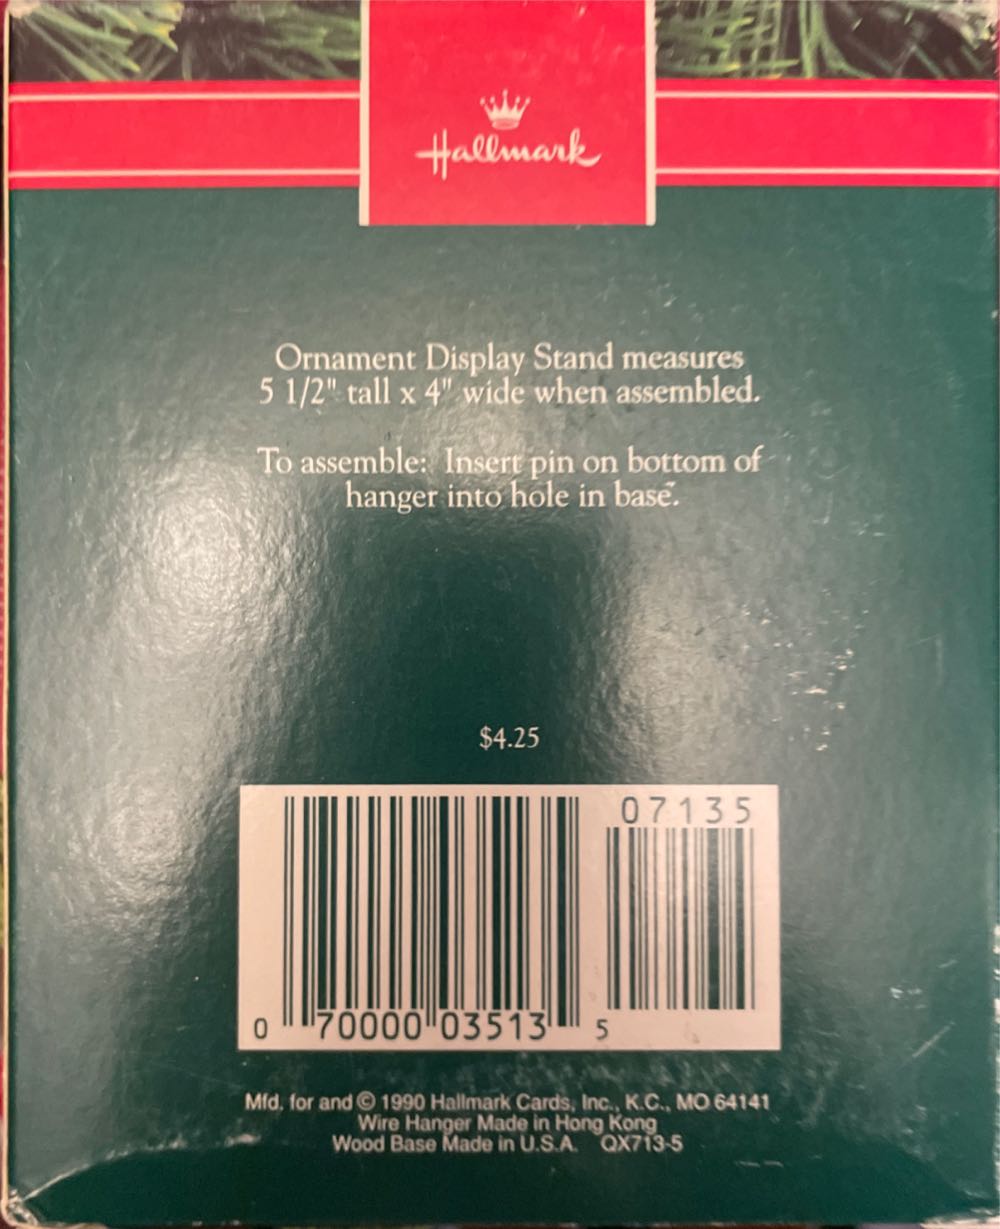 Hallmark
Ornament Display Stand measures
5 1/2" tall x 4" wide when assembled.
To assemble: Insert pin on bottom of
hanger into hole in base.
$4.25
07135
0 70000 03513 5
Mfd. for and © 1990 Hallmark Cards, Inc., K.C., MO 64141
Wire Hanger Made in Hong Kong
Wood Base Made in U.S.A. QX713-5